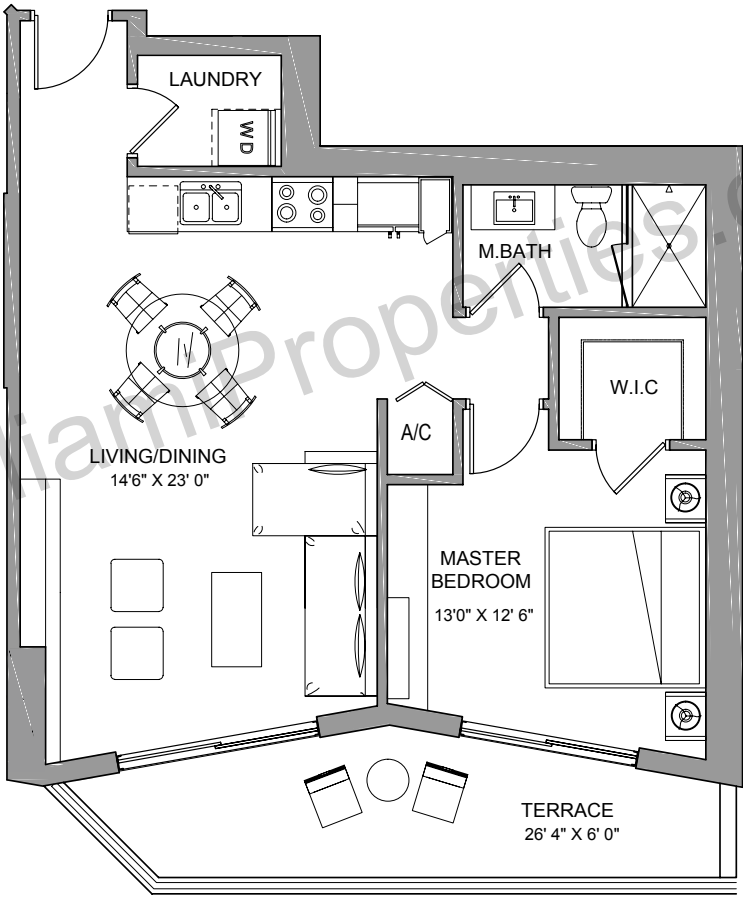 LAUNDRY
W D
M.BATH
W.I.C
A/C
LIVING/DINING
14'6" X 23' 0"
MASTER
BEDROOM
13'0" X 12' 6"
TERRACE
26' 4" X 6' 0"
iamiProperties.c